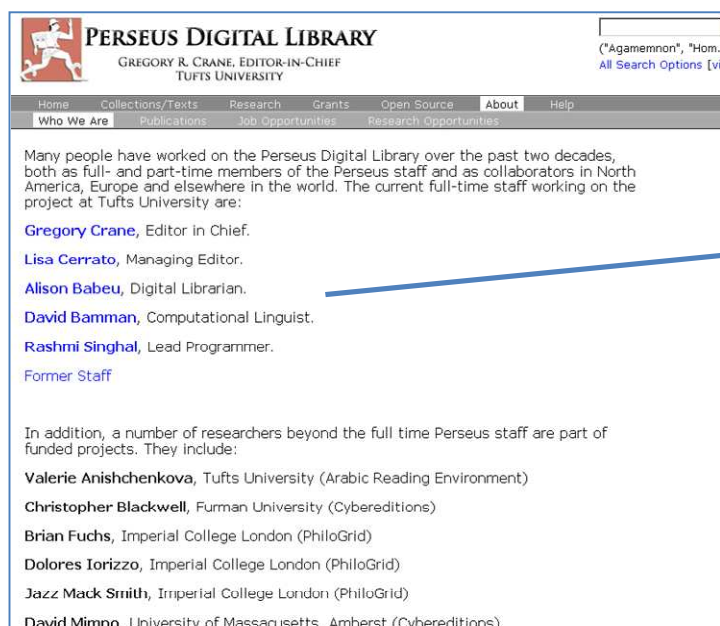 PERSEUS DIGITAL LIBRARY
GREGORY R. CRANE, EDITOR-IN-CHIEF
TUFTS UNIVERSITY
("Agamemnon", "Hom.
All Search Options [vi
Home Collections/Texts Research Grants Open Source About Help
Who We Are Publications Job Opportunities Research Opportunities
Many people have worked on the Perseus Digital Library over the past two decades,
both as full- and part-time members of the Perseus staff and as collaborators in North
America, Europe and elsewhere in the world. The current full-time staff working on the
project at Tufts University are:
Gregory Crane, Editor in Chief.
Lisa Cerrato, Managing Editor.
Alison Babeu, Digital Librarian.
David Bamman, Computational Linguist.
Rashmi Singhal, Lead Programmer.
Former Staff
In addition, a number of researchers beyond the full time Perseus staff are part of
funded projects. They include:
Valerie Anishchenkova, Tufts University (Arabic Reading Environment)
Christopher Blackwell, Furman University (Cybereditions)
Brian Fuchs, Imperial College London (PhiloGrid)
Dolores Iorizzo, Imperial College London (PhiloGrid)
Jazz Mack Smith, Imperial College London (PhiloGrid)
David Mimno, University of Massacusetts, Amherst (Cybereditions)